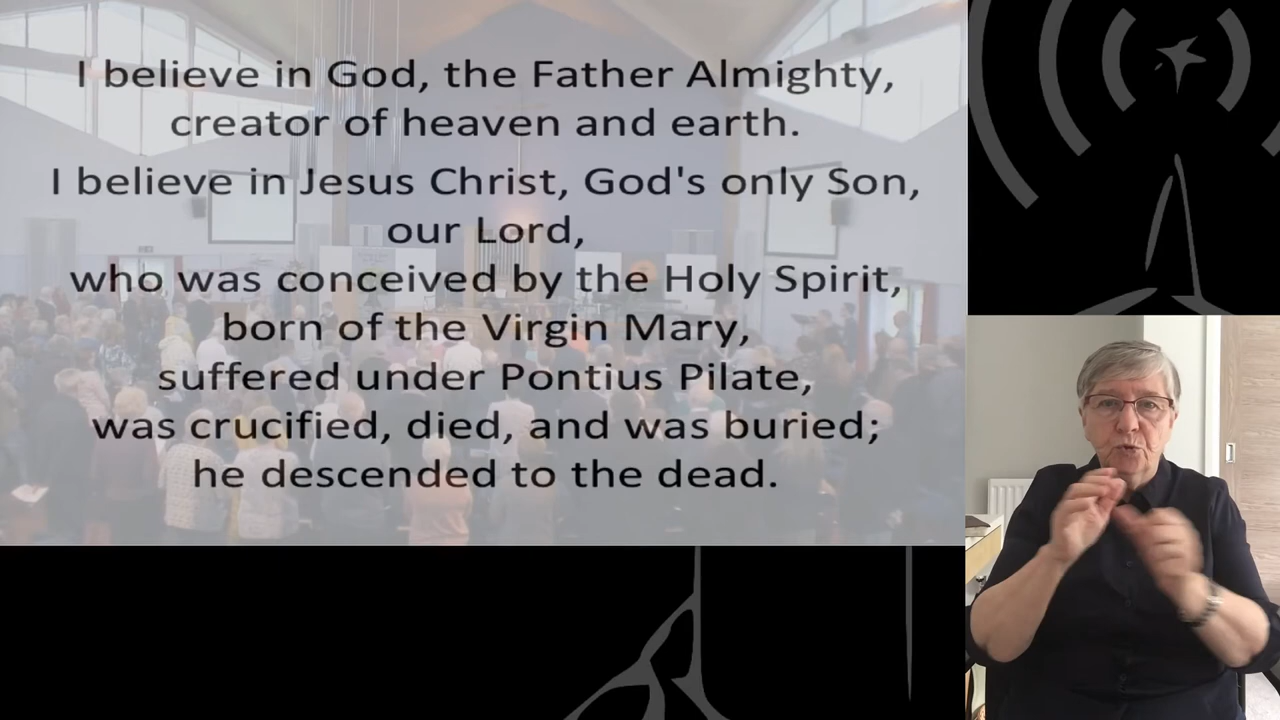 I believe in God, the Father Almighty,
creator of heaven and earth.
I believe in Jesus Christ, God's only Son,
our Lord,
who was conceived by the Holy Spirit,
born of the Virgin Mary,
suffered under Pontius Pilate,
was crucified, died, and was buried;
he descended to the dead.